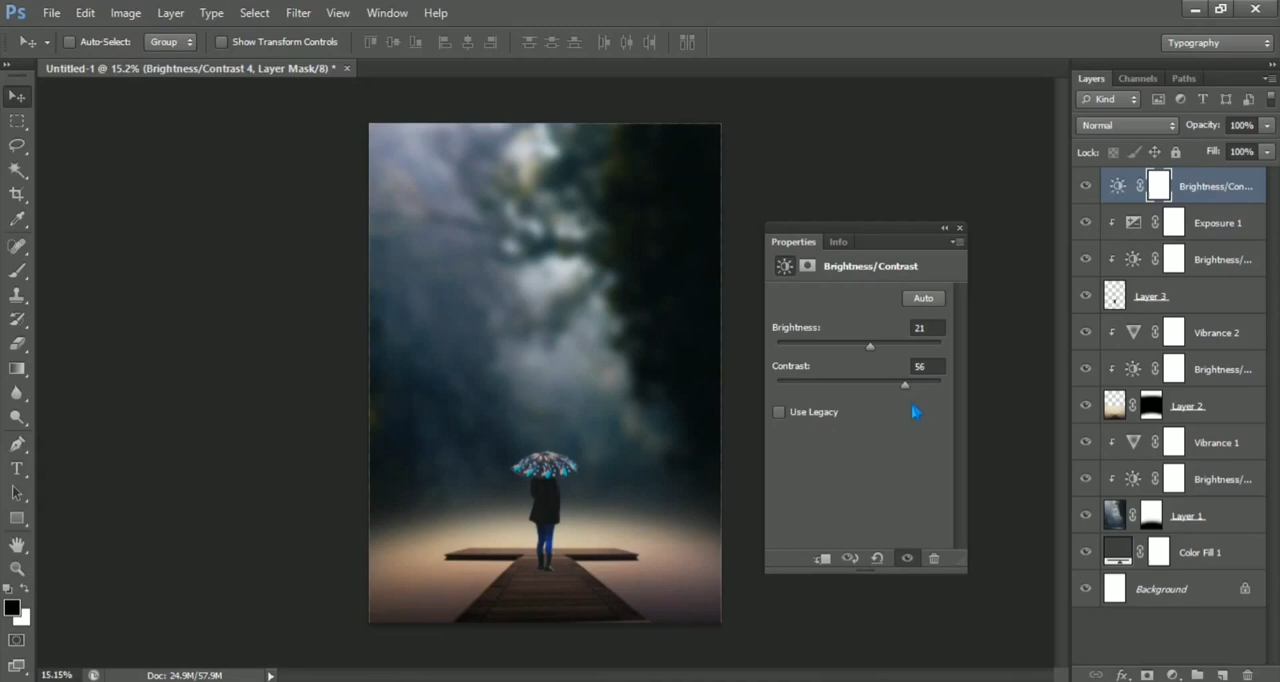 Ps File Edit Image Layer Type Select Filter View Window Help
Auto-Select: Group Show Transform Controls Typography
Untitled-1 @ 15.2% (Brightness/Contrast 4, Layer Mask/8) * ×
Layers Channels Paths
Kind
Normal Opacity: 100%
Lock: Fill: 100%
Brightness/Con...
Exposure 1
Brightness/...
Layer 3
Vibrance 2
Brightness/...
Layer 2
Vibrance 1
Brightness/...
Layer 1
Color Fill 1
Background
Properties Info
Brightness/Contrast
Auto
Brightness: 21
Contrast: 56
Use Legacy
15.15% Doc: 24.9M/57.9M